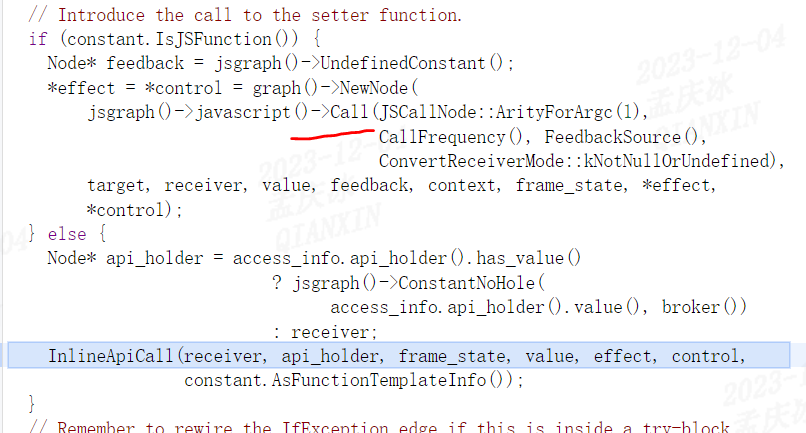 // Introduce the call to the setter function.
if (constant.IsJSFunction()) {
  Node* feedback = jsgraph()->UndefinedConstant();
  *effect = *control = graph()->NewNode(
      jsgraph()->javascript()->Call(JSCallNode::ArityForArgc(1),
                                    CallFrequency(), FeedbackSource(),
                                    ConvertReceiverMode::kNotNullOrUndefined),
      target, receiver, value, feedback, context, frame_state, *effect,
      *control);
} else {
  Node* api_holder = access_info.api_holder().has_value()
                         ? jsgraph()->ConstantNoHole(
                               access_info.api_holder().value(), broker())
                         : receiver;
  InlineApiCall(receiver, api_holder, frame_state, value, effect, control,
                constant.AsFunctionTemplateInfo());
}
// Remember to rewire the IfException edge if this is inside a try-block
2023-12-04
孟庆冰
QIANXIN
孟庆冰
QIANXIN
2023-12-04
孟庆冰